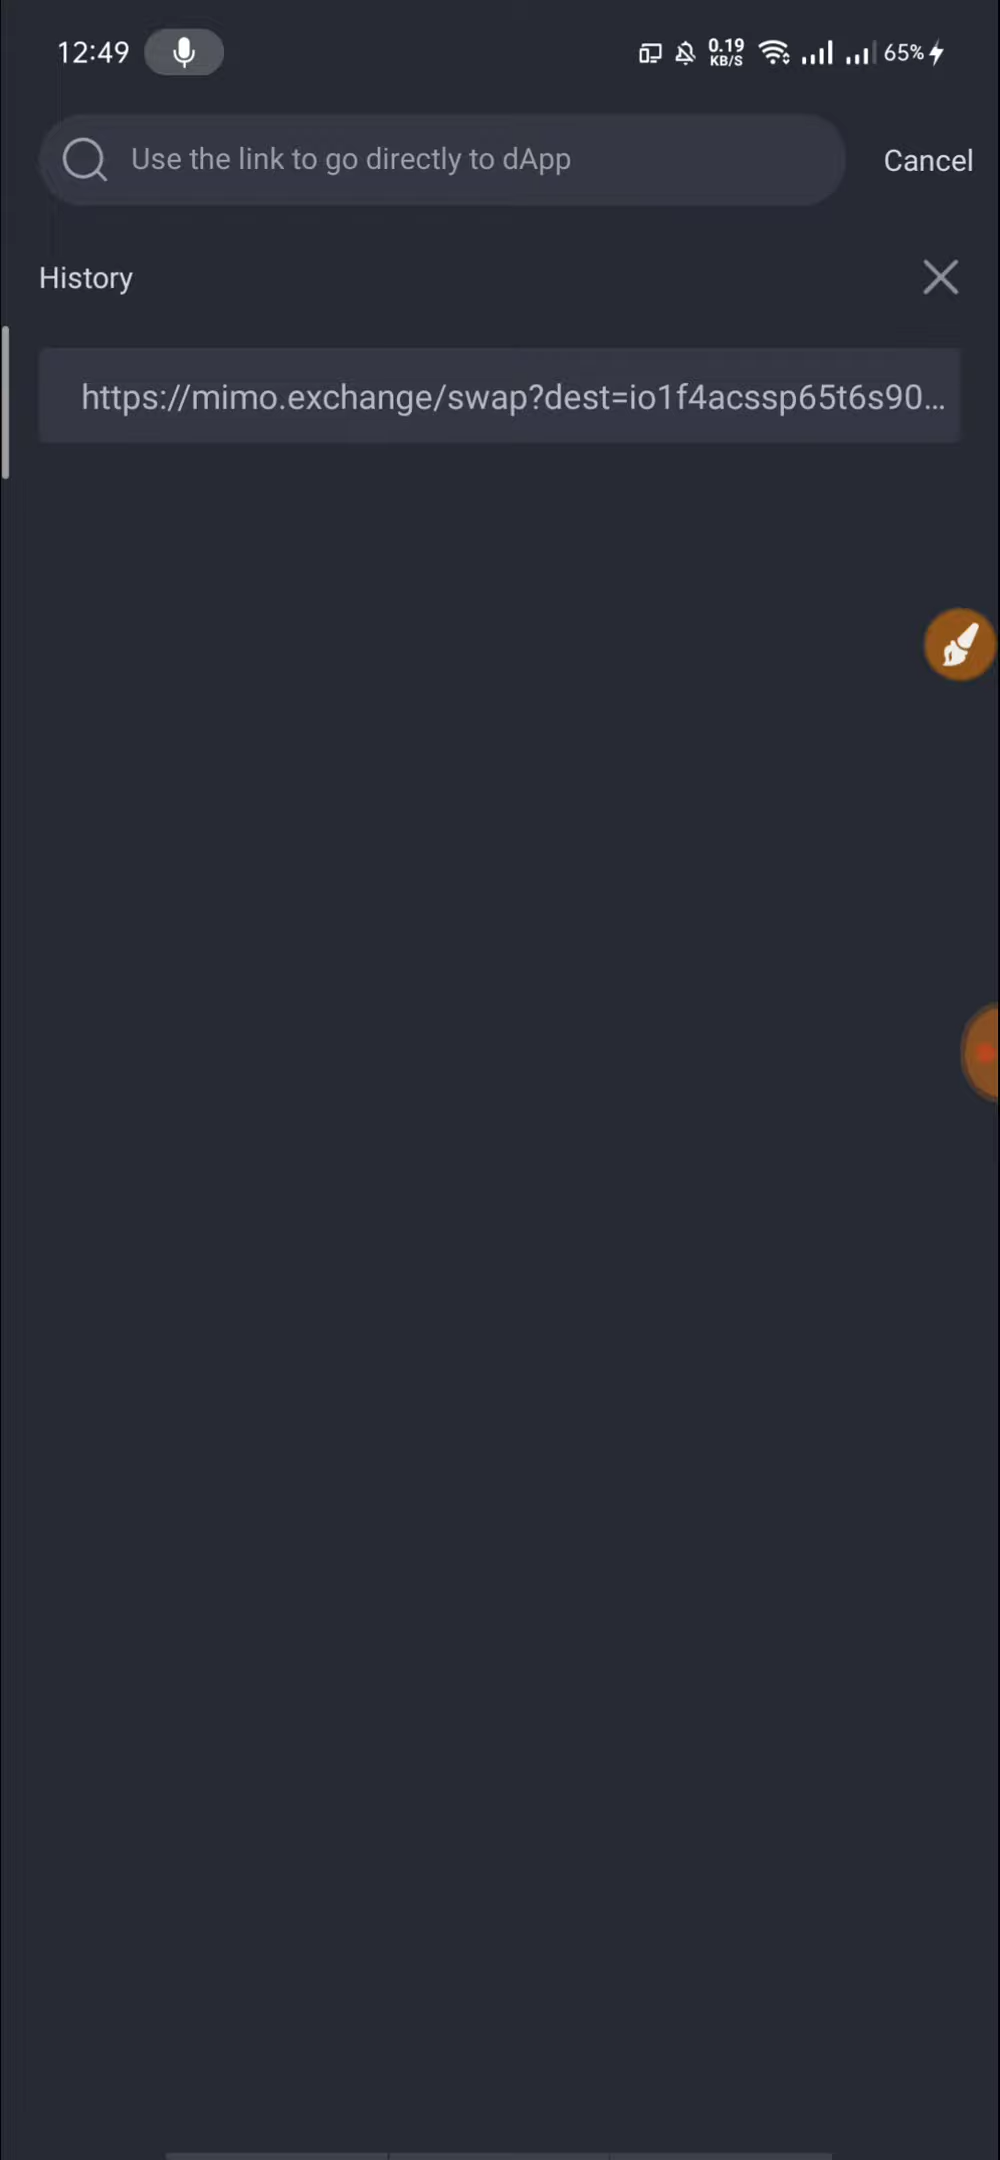 12:49
0.19
KB/S
65%
Use the link to go directly to dApp
Cancel
History
https://mimo.exchange/swap?dest=io1f4acssp65t6s90...